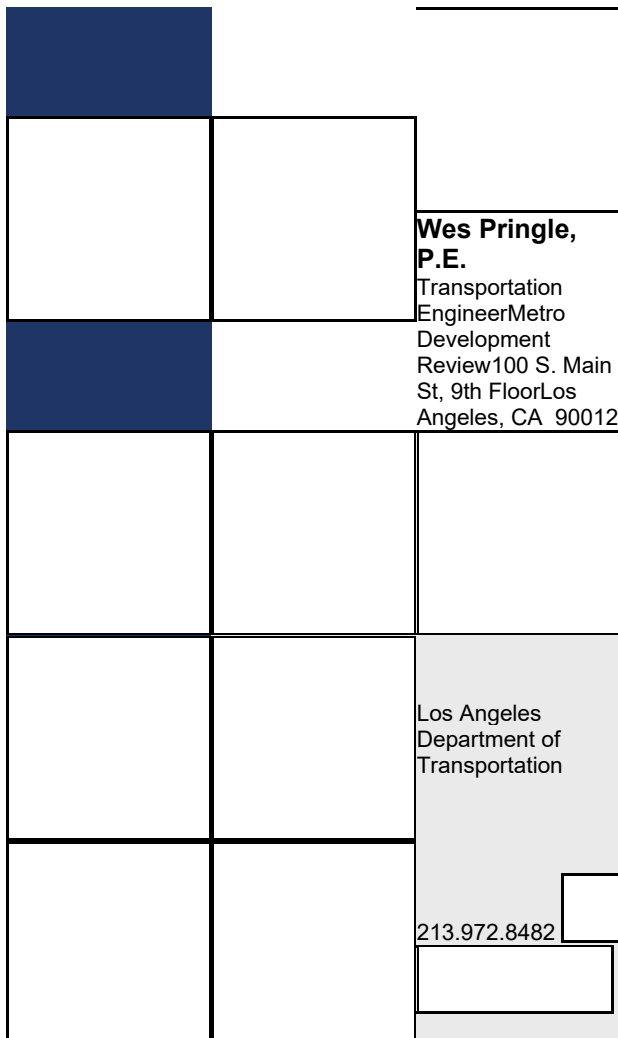 Wes Pringle,
P.E.
Transportation
EngineerMetro
Development
Review100 S. Main
St, 9th FloorLos
Angeles, CA  90012
Los Angeles
Department of
Transportation
213.972.8482